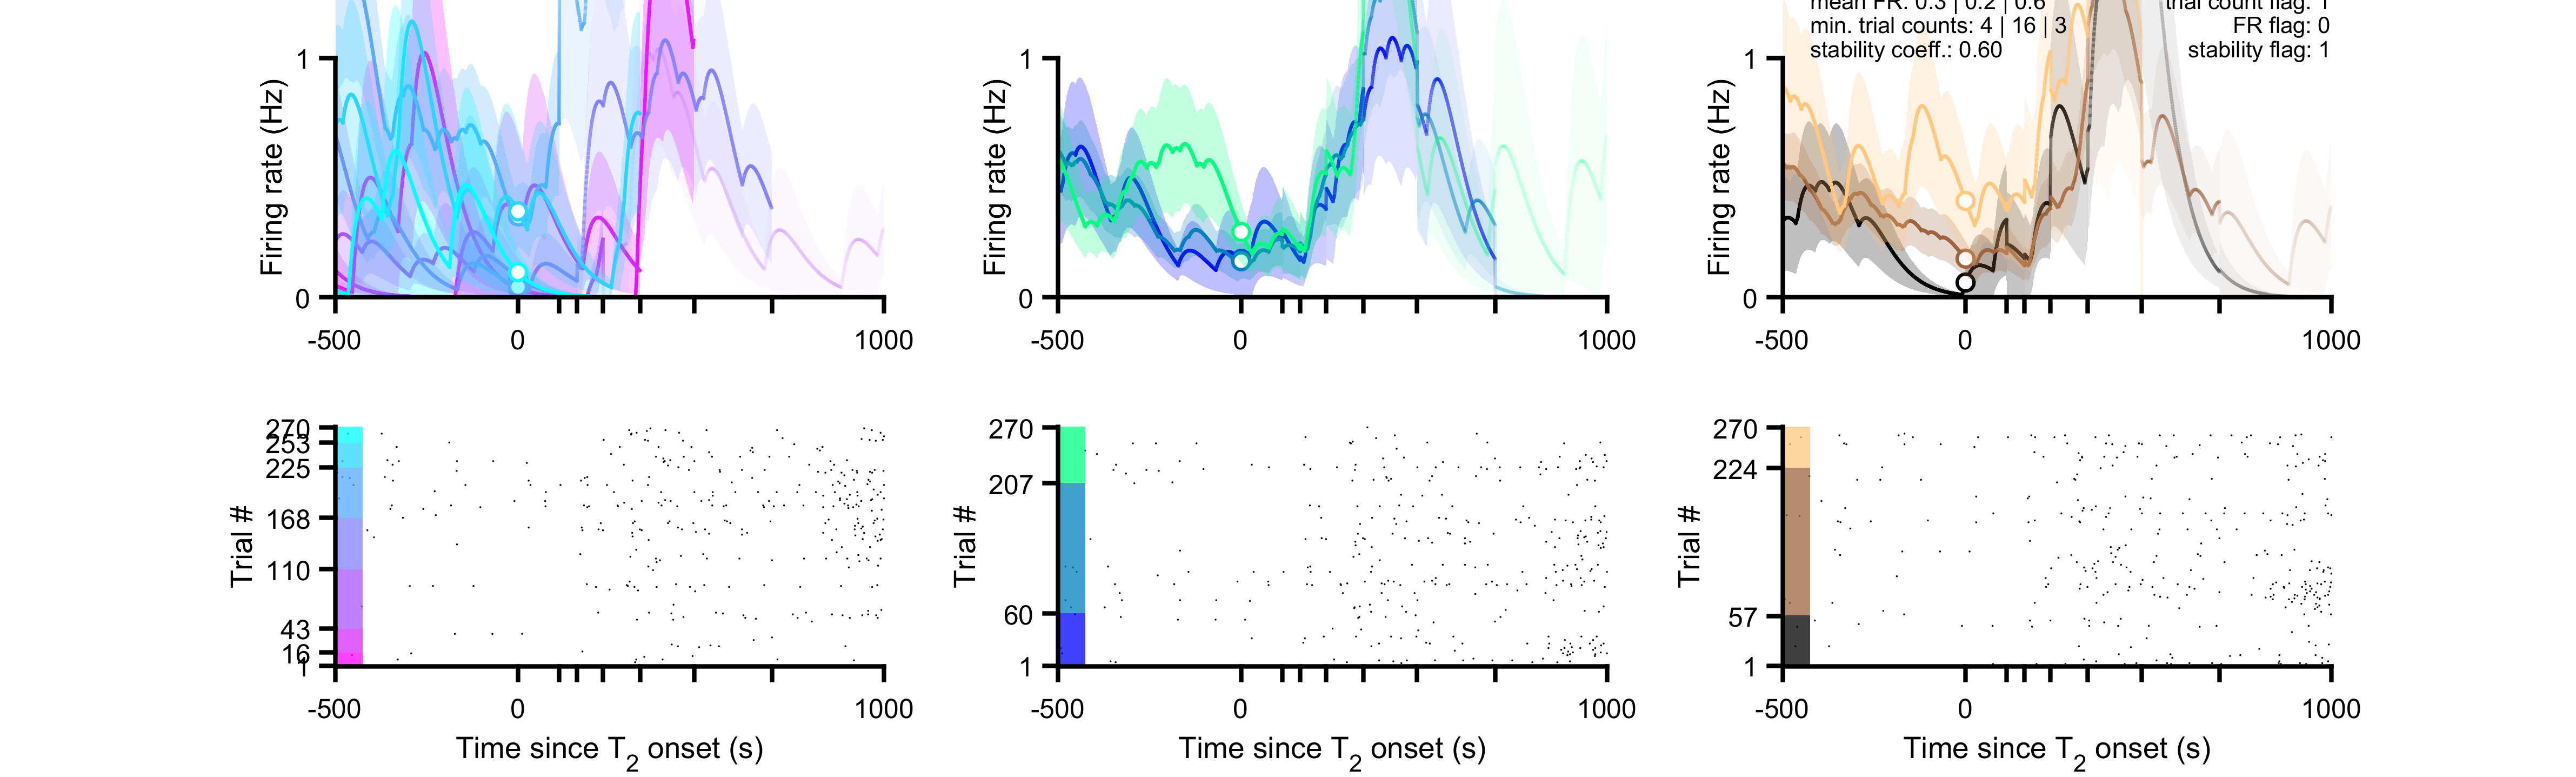 mean FR: 0.3 | 0.2 | 0.6
trial count flag: 1
min. trial counts: 4 | 16 | 3
FR flag: 0
stability coeff.: 0.60
stability flag: 1
1
0
Firing rate (Hz)
-500
0
1000
1
0
Firing rate (Hz)
-500
0
1000
1
0
Firing rate (Hz)
-500
0
1000
270
253
225
168
110
43
16
1
Trial #
-500
0
1000
Time since T2 onset (s)
270
207
60
1
Trial #
-500
0
1000
Time since T2 onset (s)
270
224
57
1
Trial #
-500
0
1000
Time since T2 onset (s)